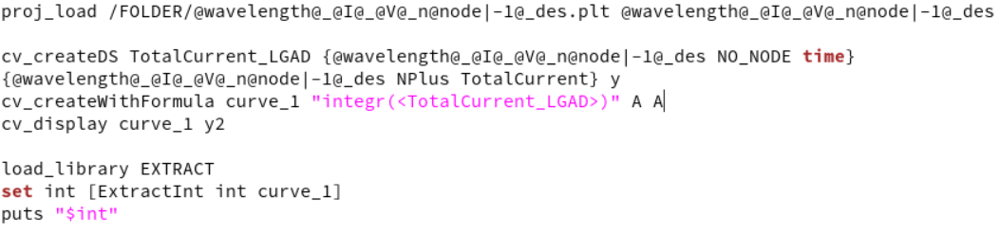 proj_load /FOLDER/@wavelength@_@I@_@V@_n@node|-1@_des.plt @wavelength@_@I@_@V@_n@node|-1@_des
cv_createDS TotalCurrent_LGAD {@wavelength@_@I@_@V@_n@node|-1@_des NO_NODE time}
{@wavelength@_@I@_@V@_n@node|-1@_des NPlus TotalCurrent} y
cv_createWithFormula curve_1 "integr(<TotalCurrent_LGAD>)" A A
cv_display curve_1 y2
load_library EXTRACT
set int [ExtractInt int curve_1]
puts "$int"